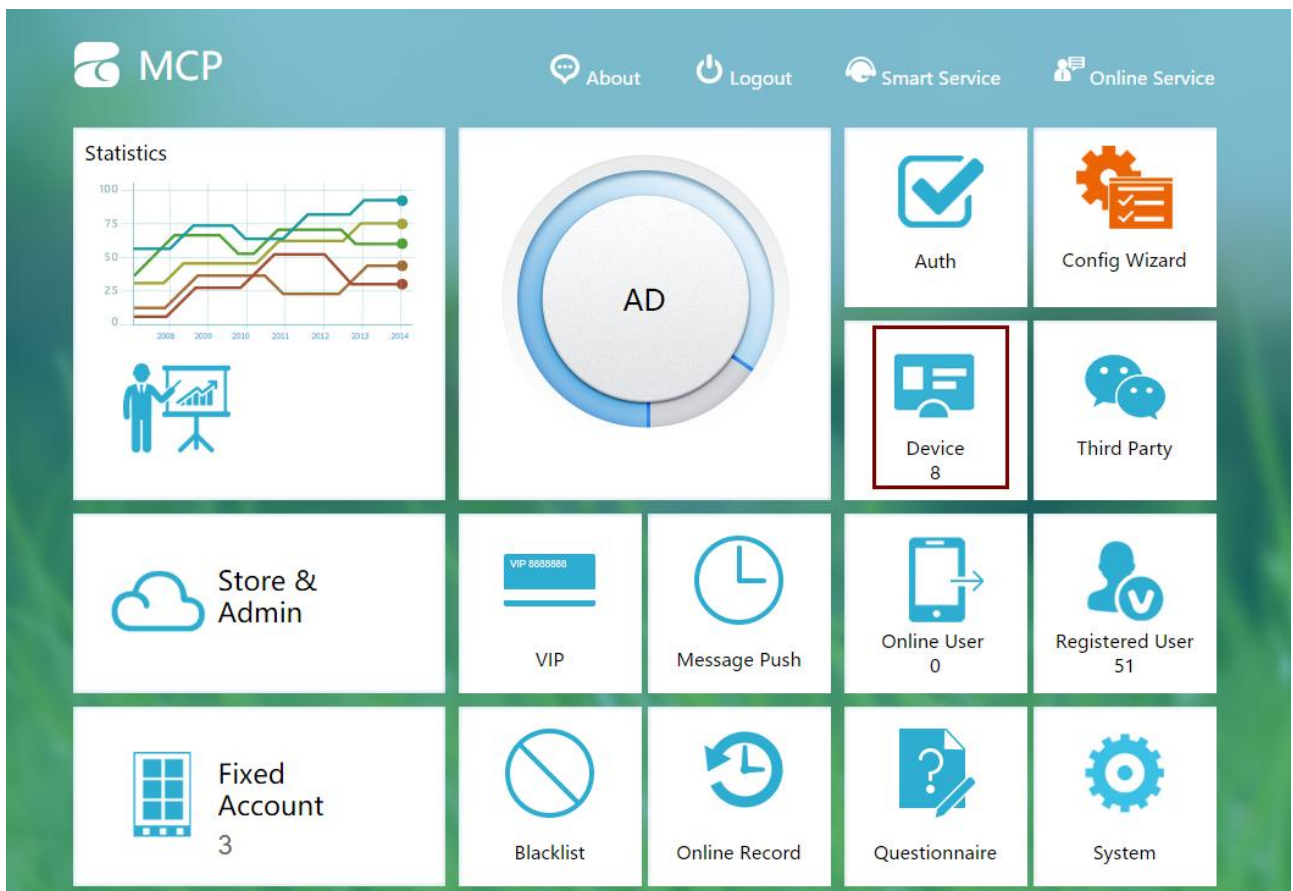 MCP
About
Logout
Smart Service
Online Service
Statistics
100
75
50
25
0
2008 2009 2010 2011 2012 2013 2014
AD
Auth
Config Wizard
Device
8
Third Party
Store &
Admin
VIP 8888888
VIP
Message Push
Online User
0
Registered User
51
Fixed
Account
3
Blacklist
Online Record
Questionnaire
System